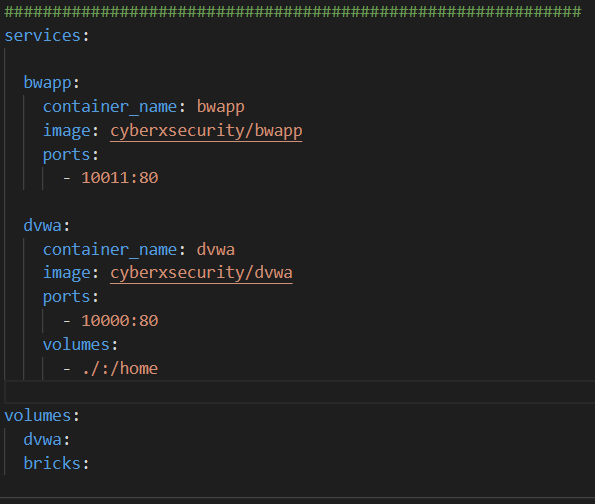 ############################################################
services:
  bwapp:
    container_name: bwapp
    image: cyberxsecurity/bwapp
    ports:
      - 10011:80
  dvwa:
    container_name: dvwa
    image: cyberxsecurity/dvwa
    ports:
      - 10000:80
    volumes:
      - ./:/home
volumes:
  dvwa:
  bricks: